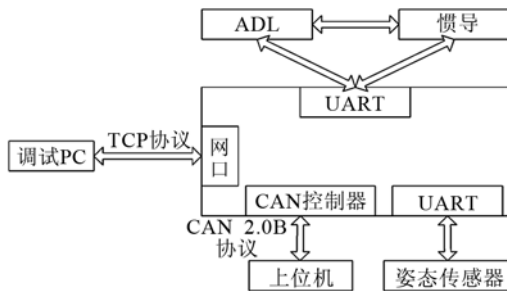 ADL
惯导
UART
TCP协议
调试PC
网
口
CAN控制器
UART
CAN 2.0B
协议
上位机
姿态传感器